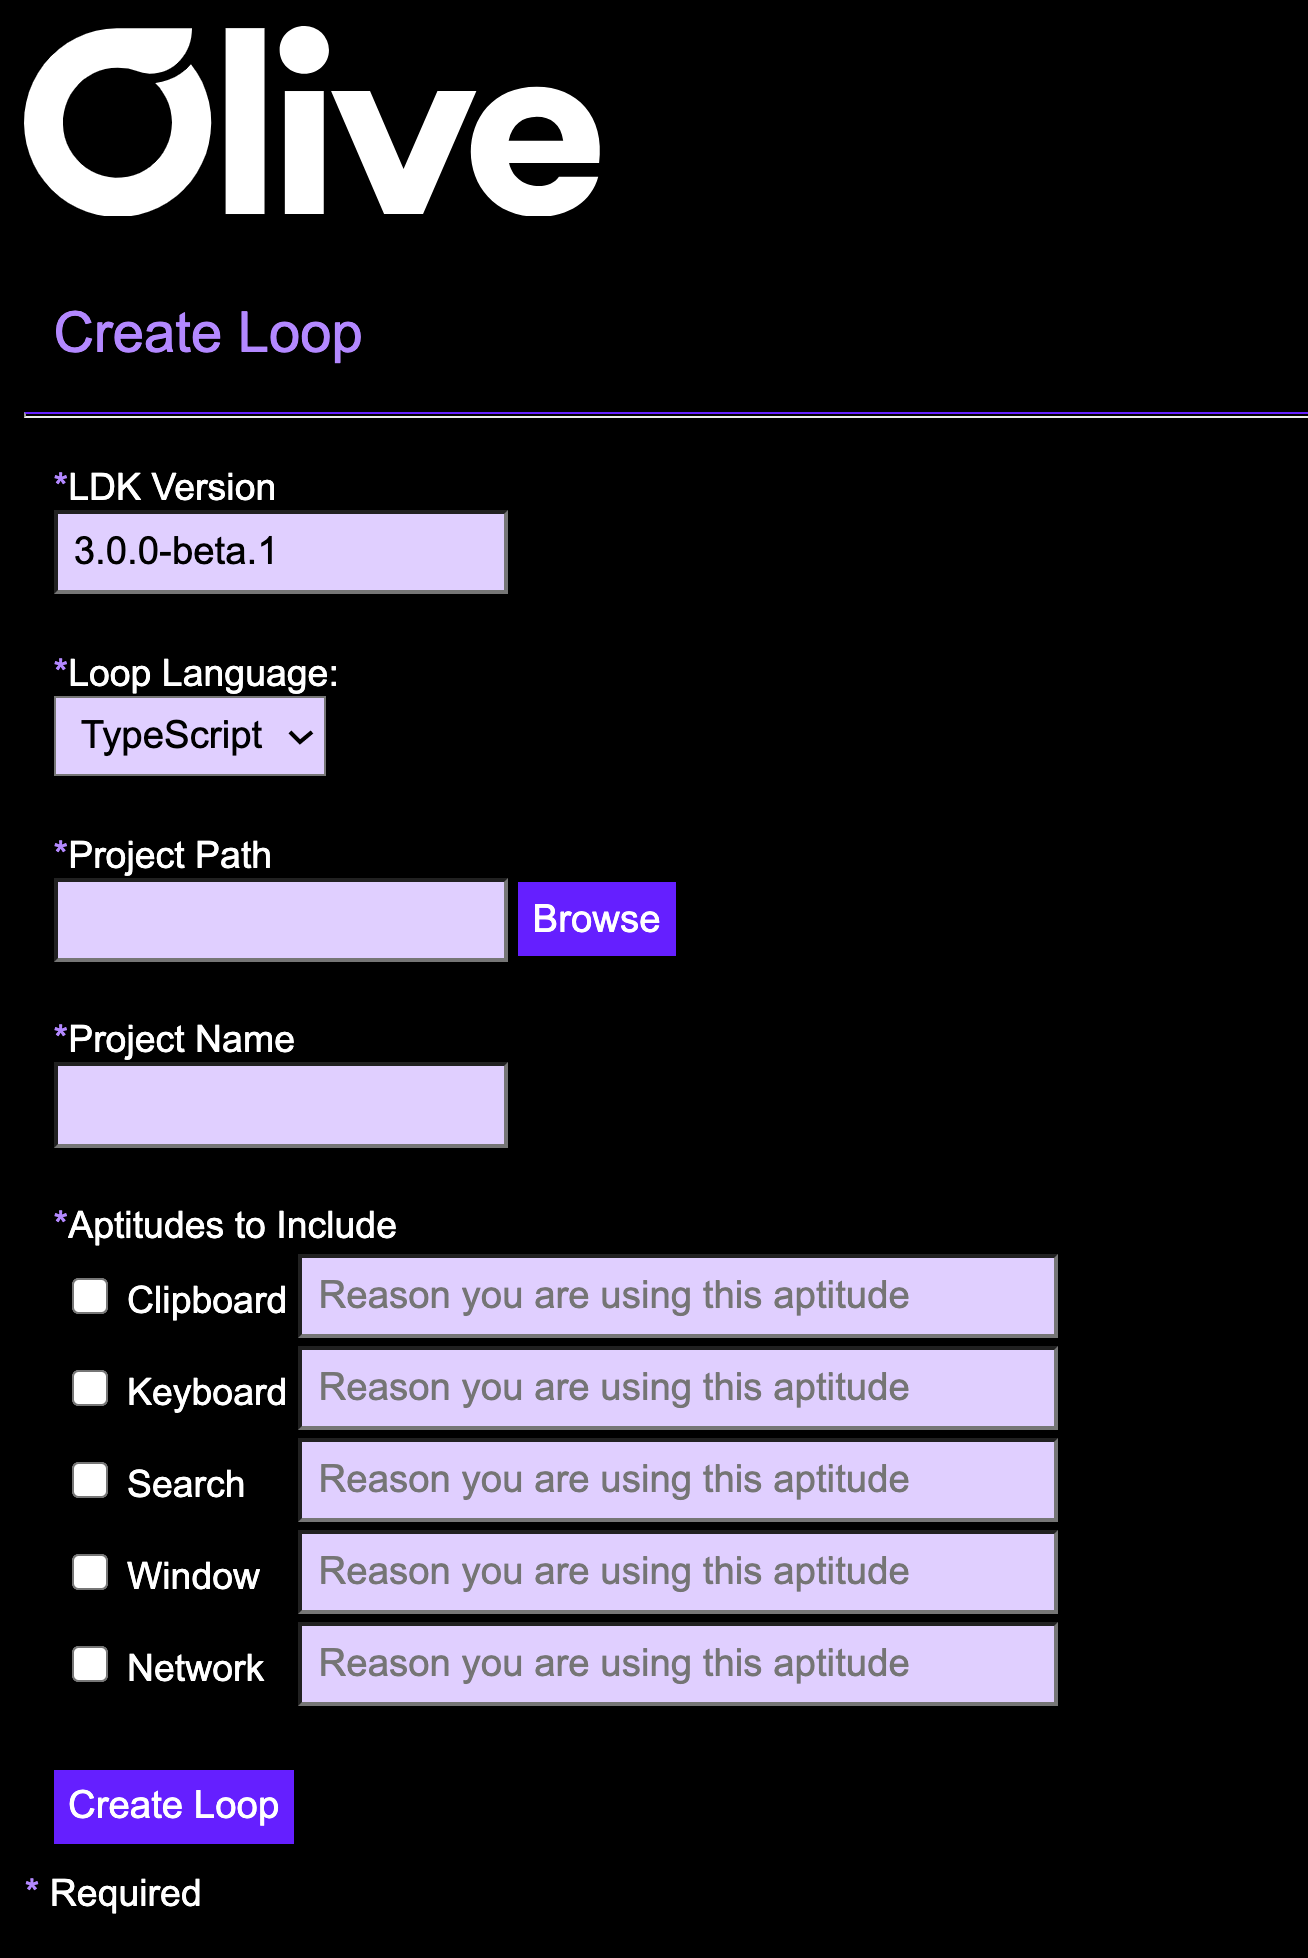 Olive
Create Loop
*LDK Version
3.0.0-beta.1
*Loop Language:
TypeScript
*Project Path
Browse
*Project Name
*Aptitudes to Include
Clipboard Reason you are using this aptitude
Keyboard Reason you are using this aptitude
Search Reason you are using this aptitude
Window Reason you are using this aptitude
Network Reason you are using this aptitude
Create Loop
* Required